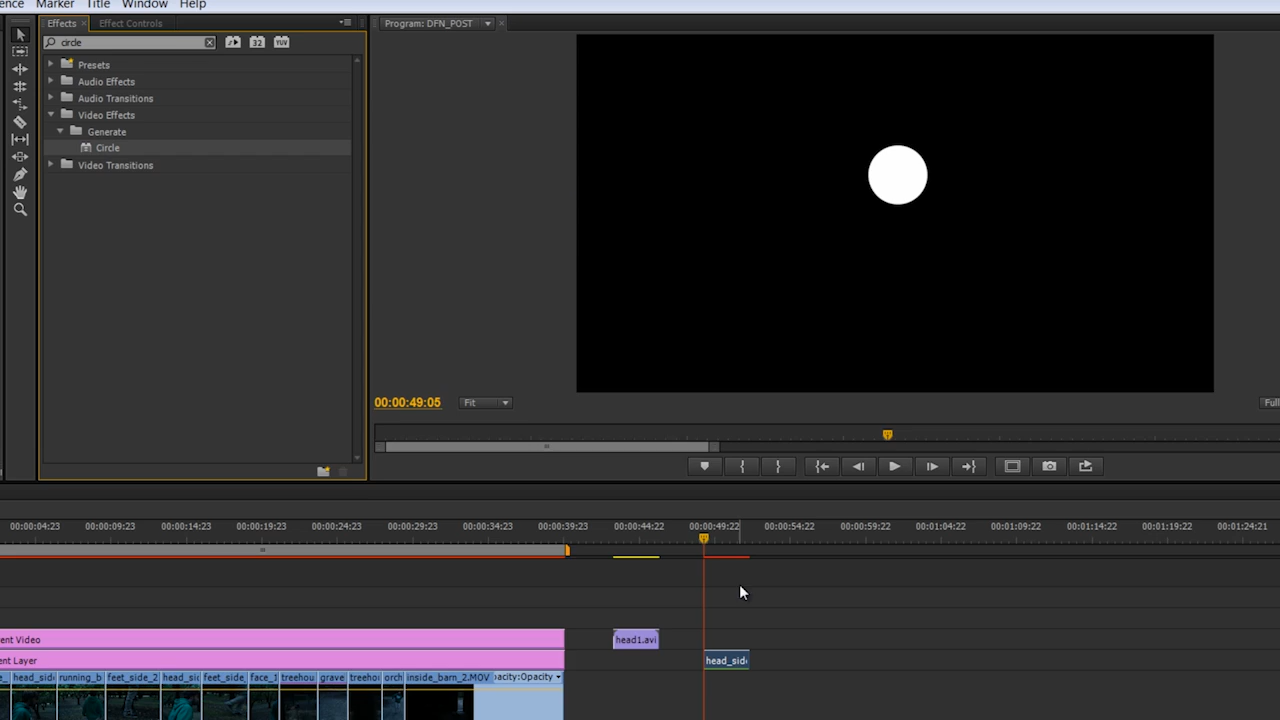 ence Marker Title Window Help
Effects × Effect Controls
Program: DFN_POST
circle
32 YUV
Presets
Audio Effects
Audio Transitions
Video Effects
Generate
Circle
Video Transitions
00:00:49:05 Fit Full
00:00:04:23 00:00:09:23 00:00:14:23 00:00:19:23 00:00:24:23 00:00:29:23 00:00:34:23 00:00:39:23 00:00:44:22 00:00:49:22 00:00:54:22 00:00:59:22 00:01:04:22 00:01:09:22 00:01:14:22 00:01:19:22 00:01:24:21
ent Video head1.avi
ent Layer head_side
head_side running_b feet_side_2 head_sid feet_side_ face_1 treehou grave treehou orch inside_barn_2.MOV pacity:Opacity